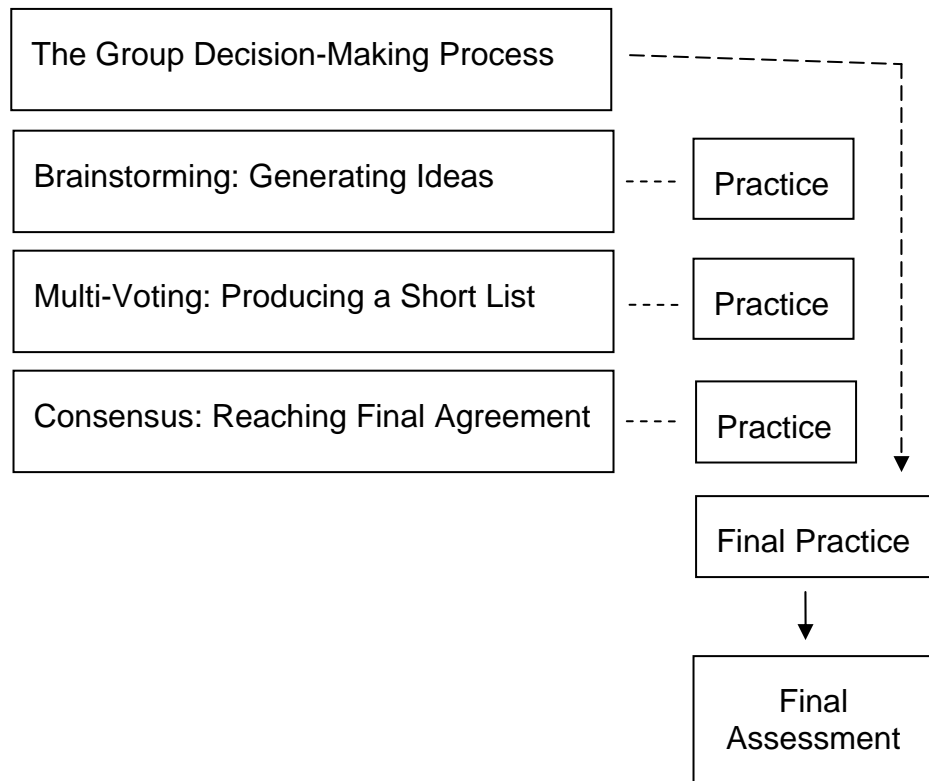 The Group Decision-Making Process
Brainstorming: Generating Ideas
Practice
Multi-Voting: Producing a Short List
Practice
Consensus: Reaching Final Agreement
Practice
Final Practice
Final
Assessment